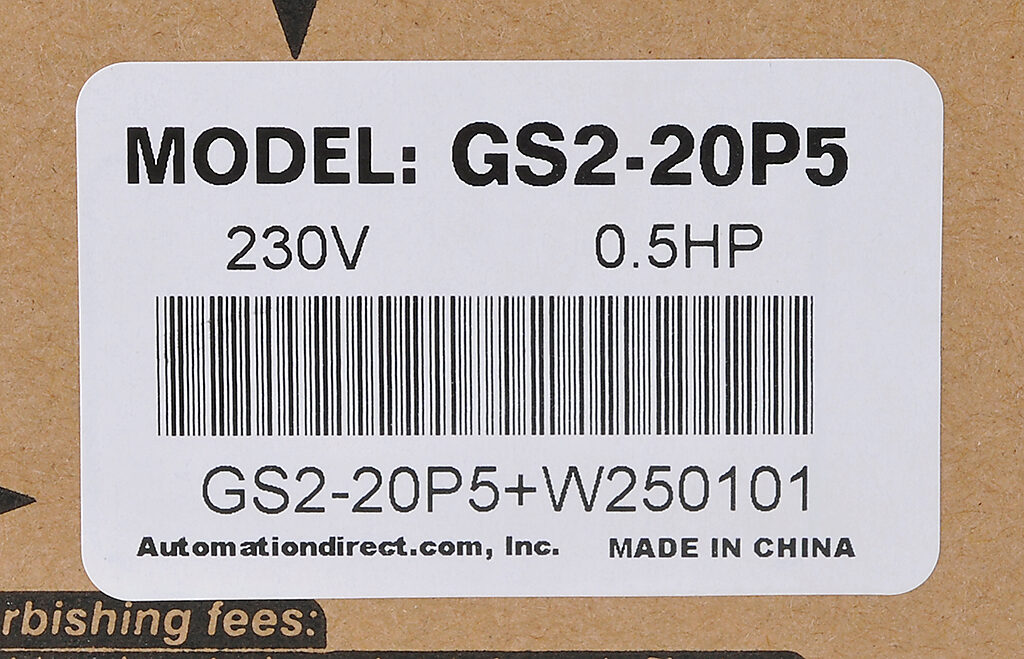 MODEL: GS2-20P5
230V 0.5HP
GS2-20P5+W250101
Automationdirect.com, Inc. MADE IN CHINA
rbishing fees: